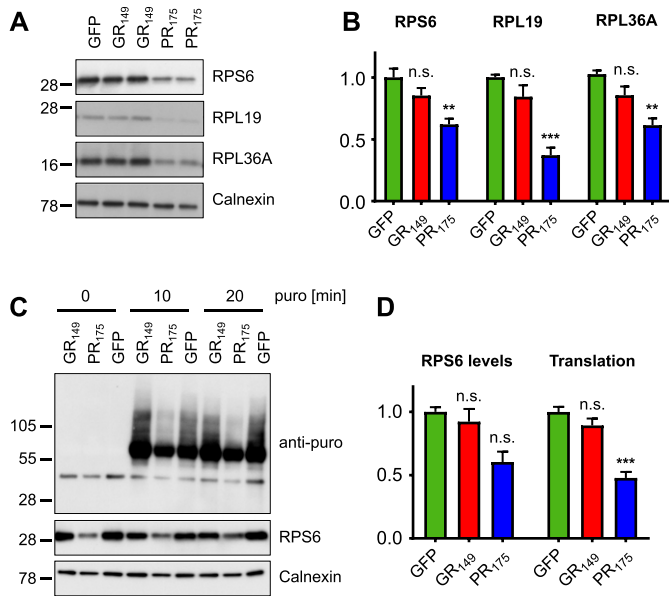 A
GFP GR149 GR149 PR175 PR175
28 RPS6
28
RPL19
16 RPL36A
78 Calnexin
B
RPS6 RPL19 RPL36A
n.s. n.s. n.s.
** *** **
1.0
0.5
0.0
GFP GR149 PR175 GFP GR149 PR175 GFP GR149 PR175
C
0 10 20 puro [min]
GR149 PR175 GFP GR149 PR175 GFP GR149 PR175 GFP
105
55 anti-puro
28
28 RPS6
78 Calnexin
D
RPS6 levels Translation
n.s. n.s. n.s. ***
1.0
0.5
0.0
GFP GR149 PR175 GFP GR149 PR175